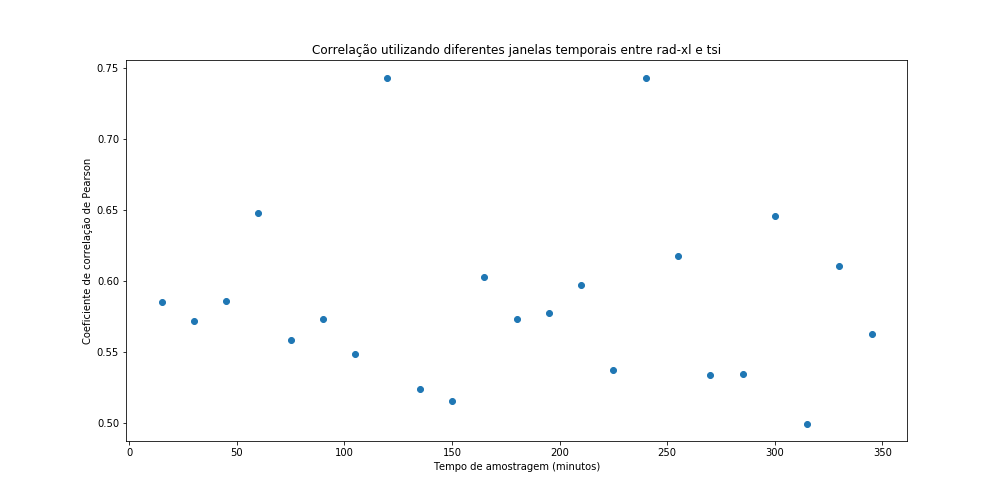 Correlação utilizando diferentes janelas temporais entre rad-xl e tsi
0.75
0.70
0.65
0.60
0.55
0.50
Coeficiente de correlação de Pearson
0 50 100 150 200 250 300 350
Tempo de amostragem (minutos)